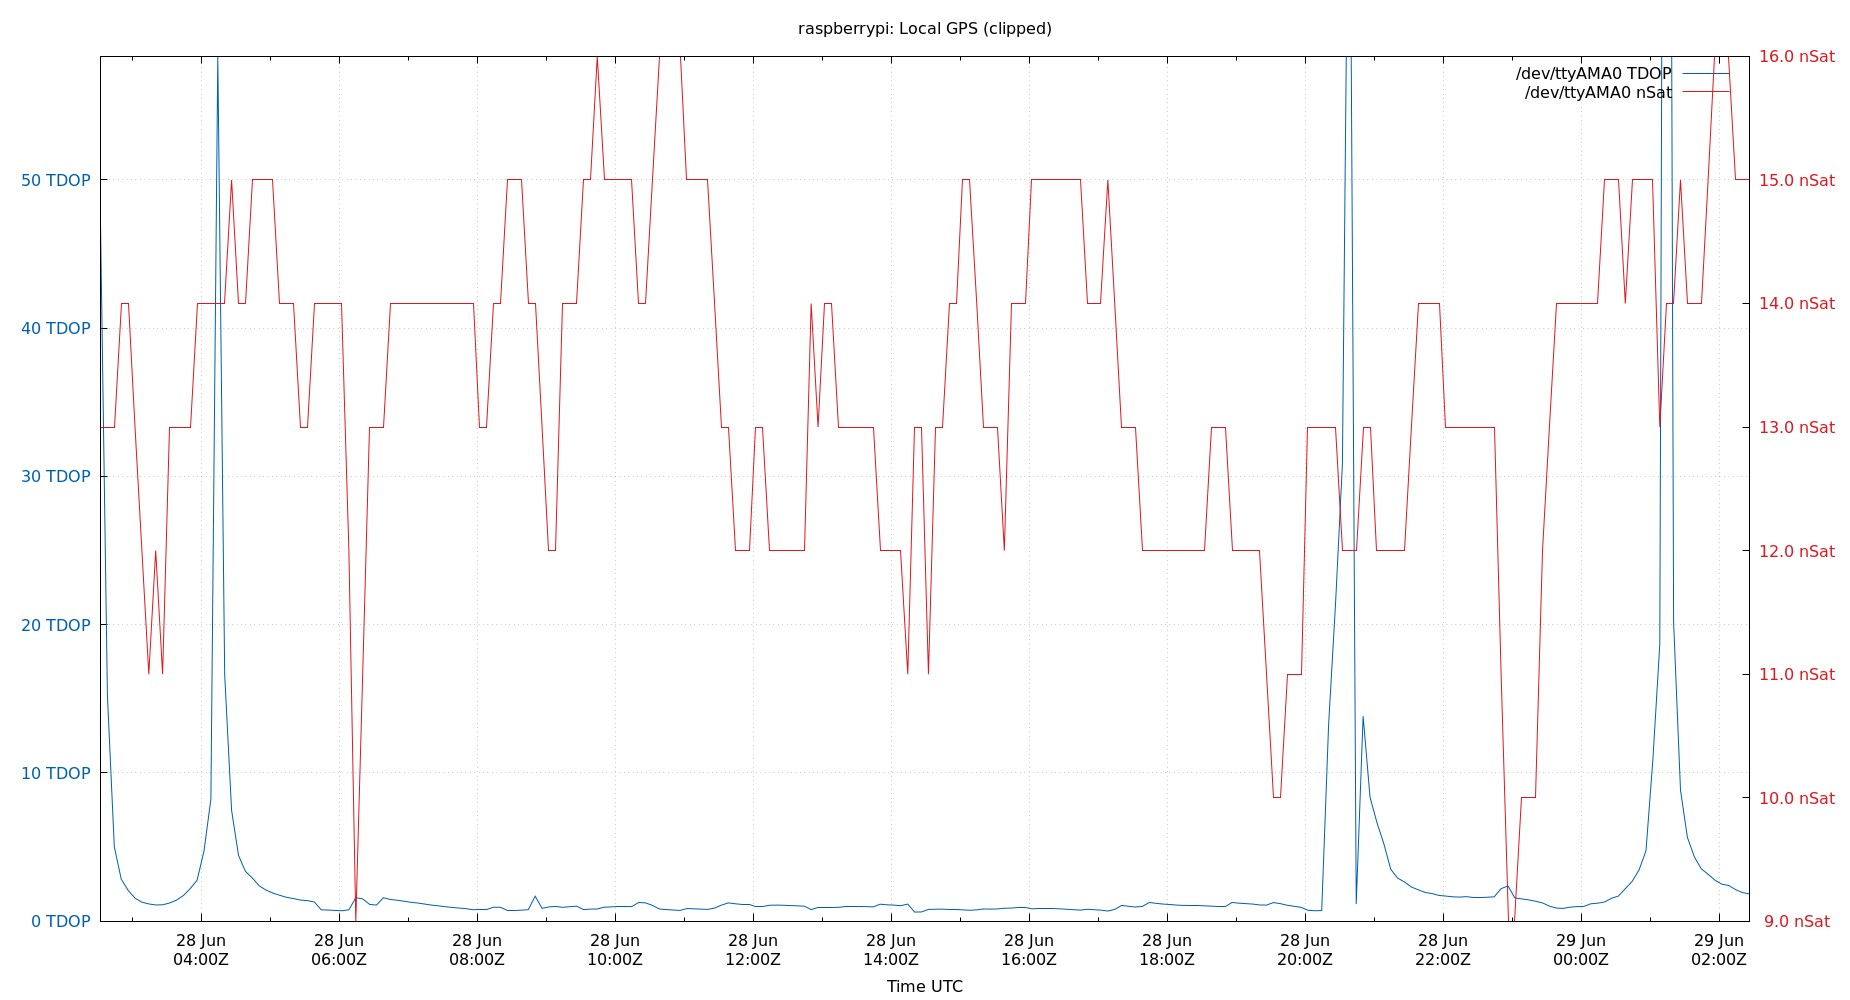 raspberrypi: Local GPS (clipped)
/dev/ttyAMA0 TDOP
/dev/ttyAMA0 nSat
50 TDOP
40 TDOP
30 TDOP
20 TDOP
10 TDOP
0 TDOP
16.0 nSat
15.0 nSat
14.0 nSat
13.0 nSat
12.0 nSat
11.0 nSat
10.0 nSat
9.0 nSat
28 Jun
04:00Z
28 Jun
06:00Z
28 Jun
08:00Z
28 Jun
10:00Z
28 Jun
12:00Z
28 Jun
14:00Z
28 Jun
16:00Z
28 Jun
18:00Z
28 Jun
20:00Z
28 Jun
22:00Z
29 Jun
00:00Z
29 Jun
02:00Z
Time UTC